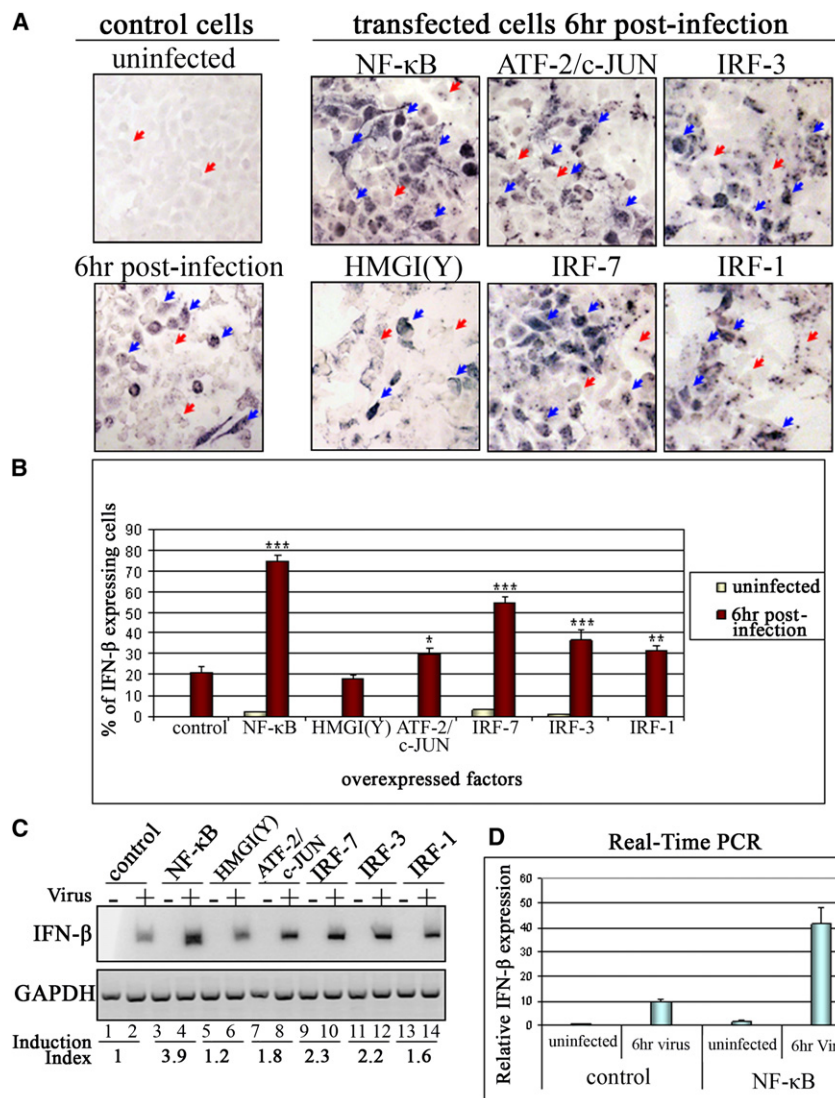 A
control cells
transfected cells 6hr post-infection
uninfected
NF-κB
ATF-2/c-JUN
IRF-3
6hr post-infection
HMGI(Y)
IRF-7
IRF-1
B
% of IFN-β expressing cells
90
80
70
60
50
40
30
20
10
0
***
*
***
***
**
control
NF-κB
HMGI(Y)
ATF-2/
c-JUN
IRF-7
IRF-3
IRF-1
overexpressed factors
uninfected
6hr post-
infection
C
control
NF-κB
HMGI(Y)
ATF-2/
c-JUN
IRF-7
IRF-3
IRF-1
Virus - + - + - + - + - + - + - +
IFN-β
GAPDH
1 2 3 4 5 6 7 8 9 10 11 12 13 14
Induction
Index 1 3.9 1.2 1.8 2.3 2.2 1.6
D
Real-Time PCR
Relative IFN-β expression
60
50
40
30
20
10
0
uninfected
6hr virus
uninfected
6hr Vir
control
NF-κB